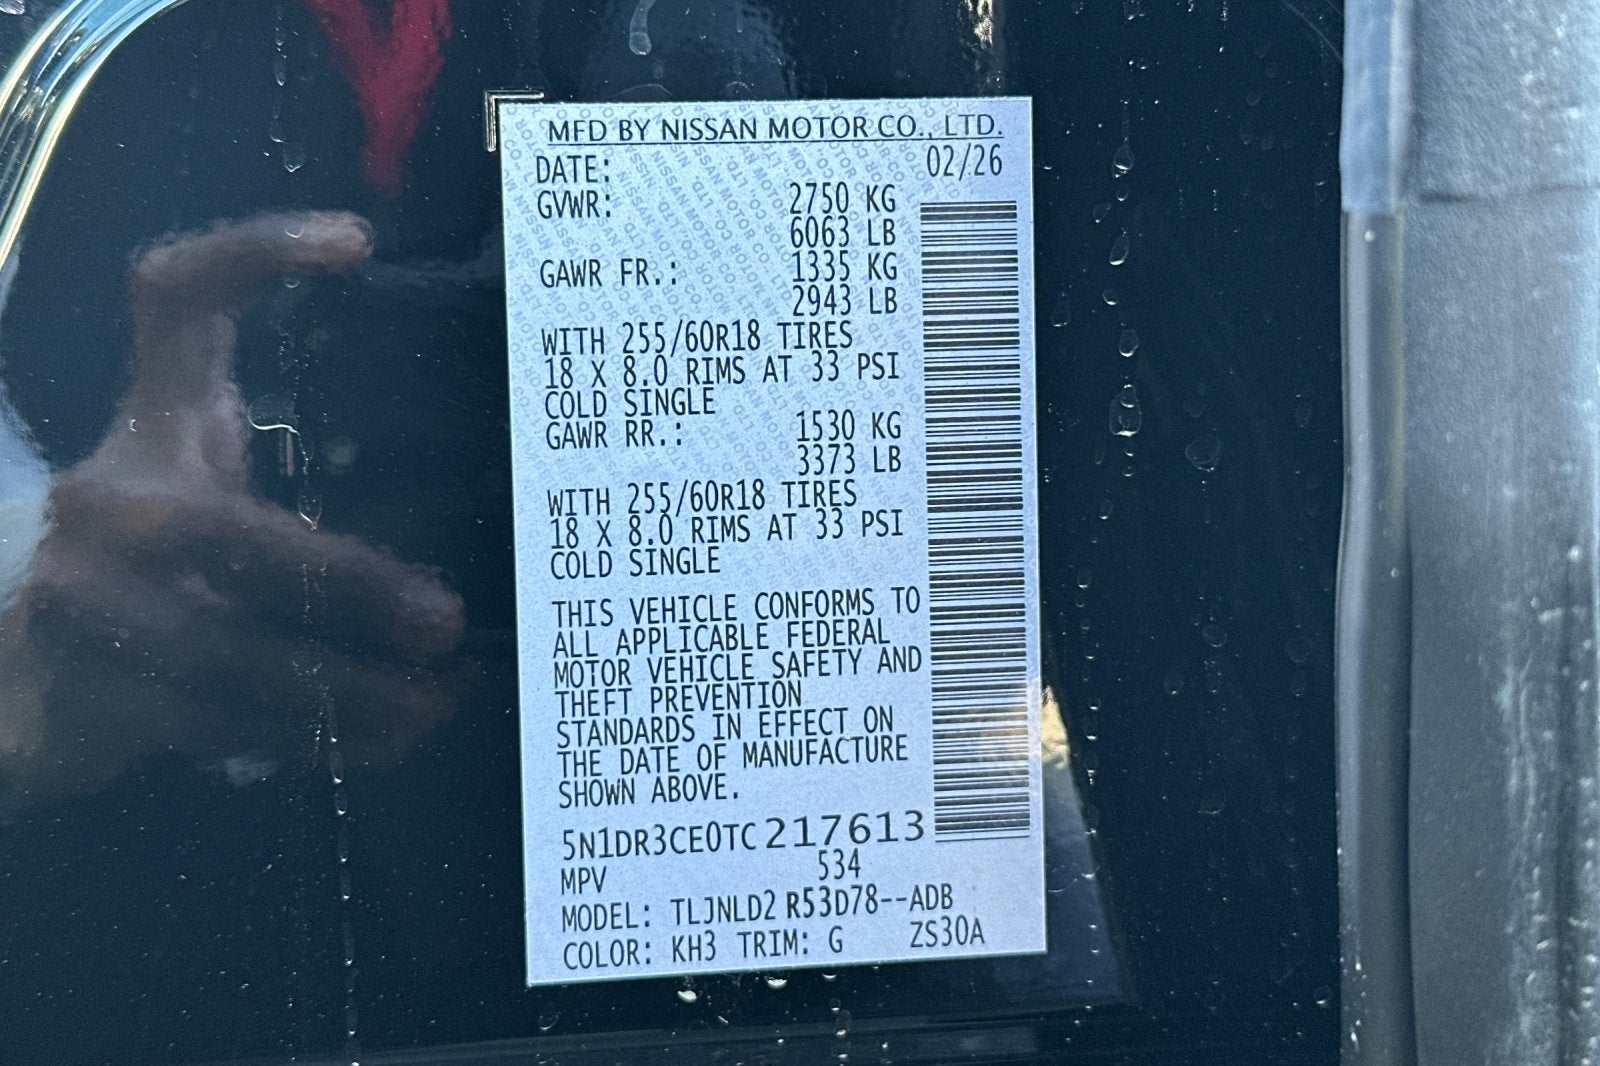 MFD BY NISSAN MOTOR CO., LTD.
DATE: 02/26
GVWR: 2750 KG
6063 LB
GAWR FR.: 1335 KG
2943 LB
WITH 255/60R18 TIRES
18 X 8.0 RIMS AT 33 PSI
COLD SINGLE
GAWR RR.: 1530 KG
3373 LB
WITH 255/60R18 TIRES
18 X 8.0 RIMS AT 33 PSI
COLD SINGLE
THIS VEHICLE CONFORMS TO
ALL APPLICABLE FEDERAL
MOTOR VEHICLE SAFETY AND
THEFT PREVENTION
STANDARDS IN EFFECT ON
THE DATE OF MANUFACTURE
SHOWN ABOVE.
5N1DR3CE0TC217613
MPV 534
MODEL: TLJNLD2 R53D78--ADB
COLOR: KH3 TRIM: G ZS30A